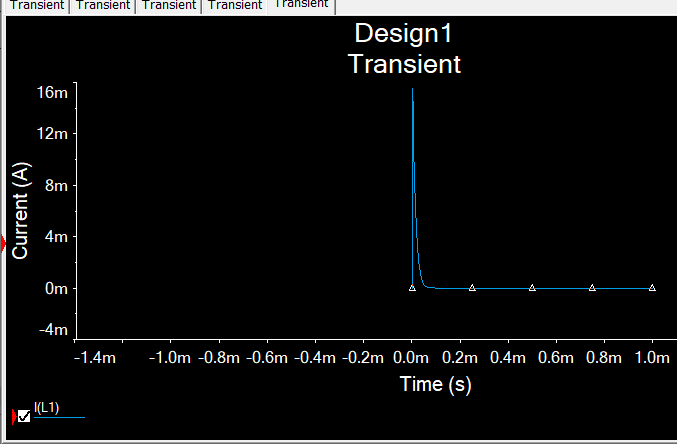 Transient Transient Transient Transient Transient
Design1
Transient
16m
12m
8m
4m
0m
-4m
Current (A)
-1.4m -1.0m -0.8m -0.6m -0.4m -0.2m 0.0m 0.2m 0.4m 0.6m 0.8m 1.0m
Time (s)
I(L1)